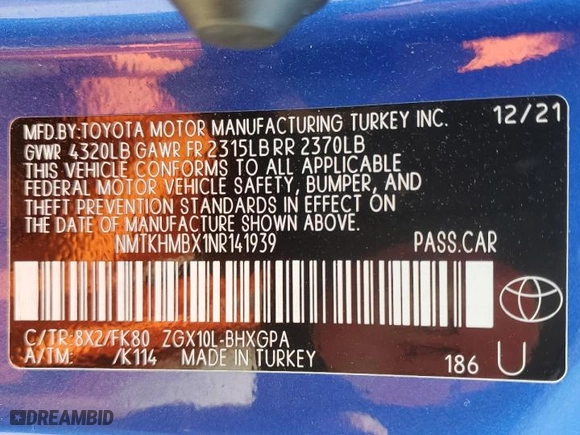 MFD.BY:TOYOTA MOTOR MANUFACTURING TURKEY INC. 12/21
GVWR 4320LB GAWR FR 2315LB RR 2370LB
THIS VEHICLE CONFORMS TO ALL APPLICABLE
FEDERAL MOTOR VEHICLE SAFETY, BUMPER, AND
THEFT PREVENTION STANDARDS IN EFFECT ON
THE DATE OF MANUFACTURE SHOWN ABOVE.
NMTKHMBX1NR141939 PASS.CAR
C/TR:8X2/FK80 ZGX10L-BHXGPA
A/TM: /K114 MADE IN TURKEY 186 U
DREAMBID